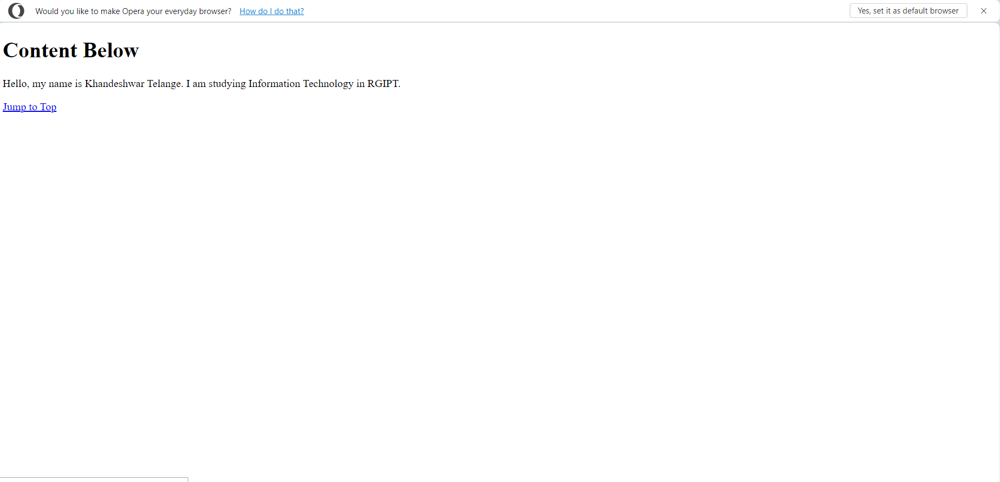 Would you like to make Opera your everyday browser? How do I do that? Yes, set it as default browser
Content Below
Hello, my name is Khandeshwar Telange. I am studying Information Technology in RGIPT.
Jump to Top